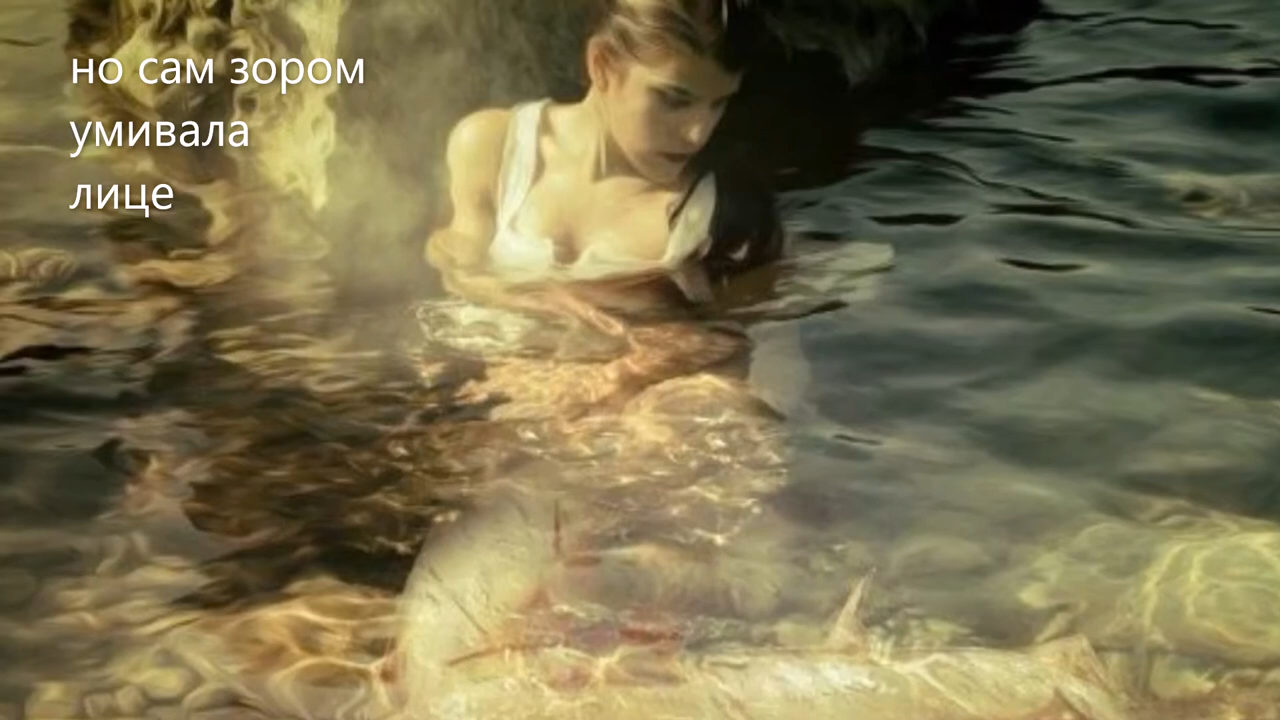 но сам зором
умивала
лице